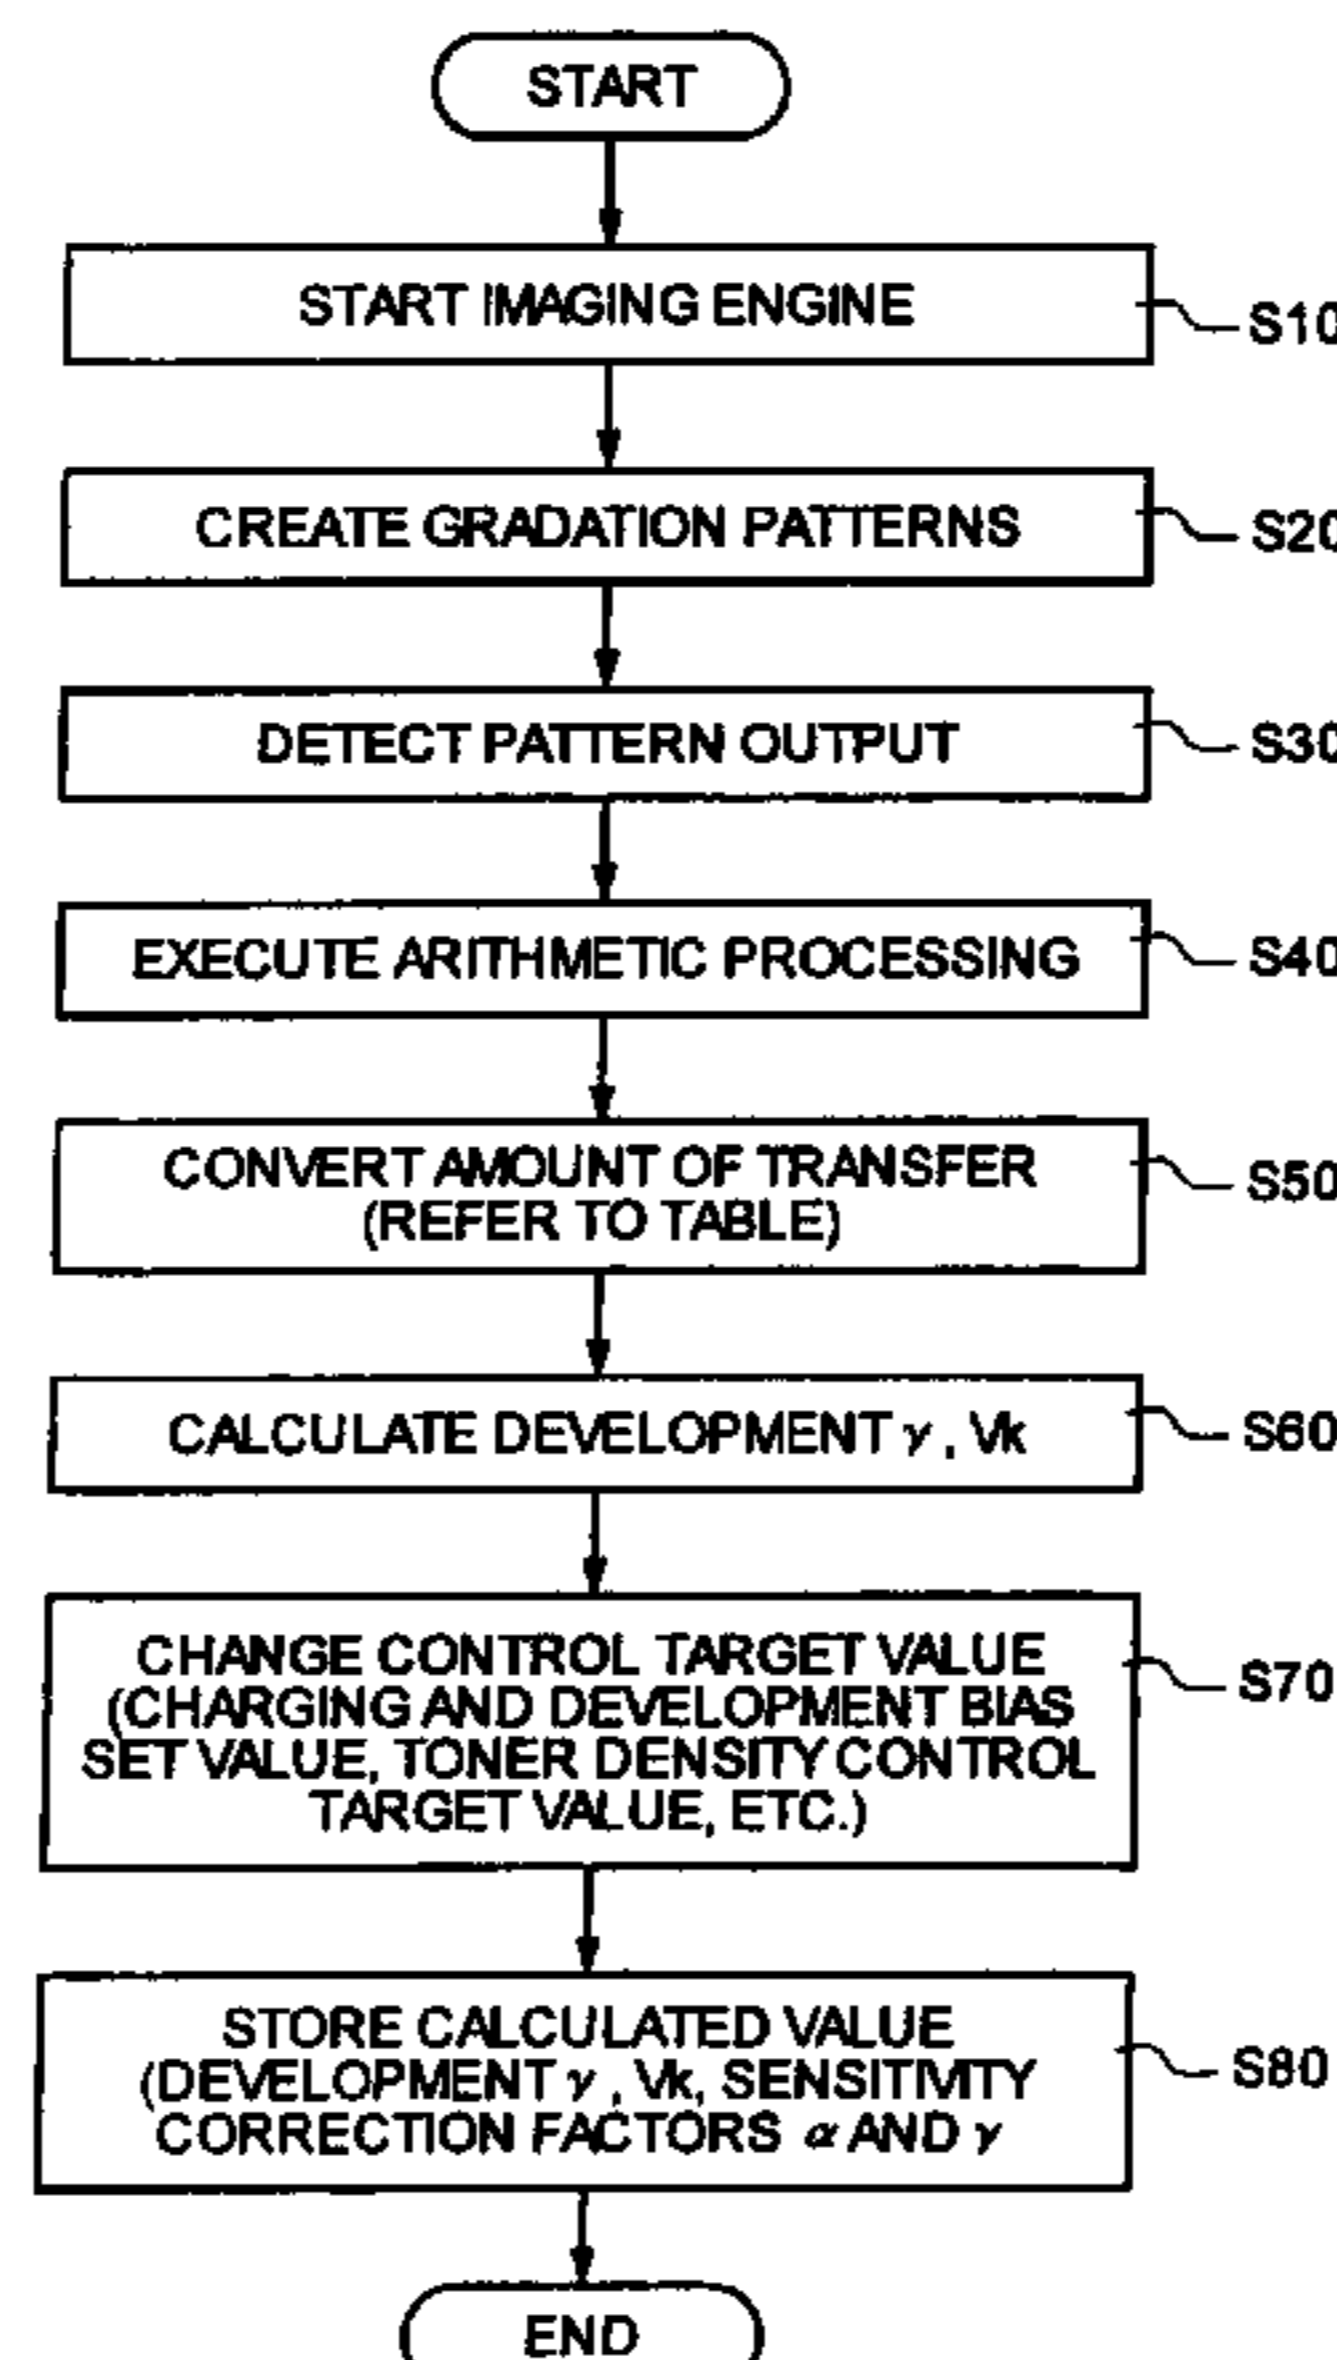 START
START IMAGING ENGINE
S10
CREATE GRADATION PATTERNS
S20
DETECT PATTERN OUTPUT
S30
EXECUTE ARITHMETIC PROCESSING
S40
CONVERT AMOUNT OF TRANSFER
(REFER TO TABLE)
S50
CALCULATE DEVELOPMENT γ, Vk
S60
CHANGE CONTROL TARGET VALUE
(CHARGING AND DEVELOPMENT BIAS
SET VALUE, TONER DENSITY CONTROL
TARGET VALUE, ETC.)
S70
STORE CALCULATED VALUE
(DEVELOPMENT γ, Vk, SENSITIVITY
CORRECTION FACTORS α AND γ
S80
END